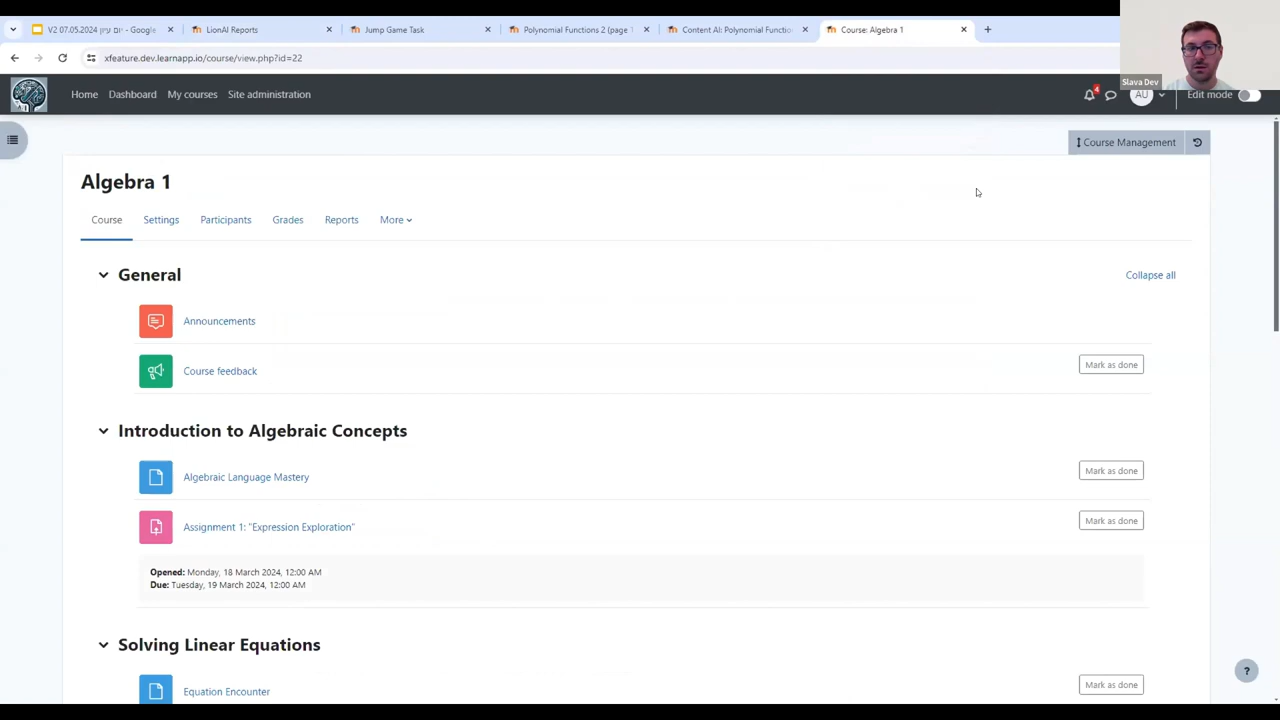 V2 07.05.2024 יום עיון - Google
LionAI Reports
Jump Game Task
Polynomial Functions 2 (page 1
Content AI: Polynomial Functio
Course: Algebra 1
xfeature.dev.learnapp.io/course/view.php?id=22
Slava Dev
Home
Dashboard
My courses
Site administration
4
AU
Edit mode
Course Management
Algebra 1
Course
Settings
Participants
Grades
Reports
More
General
Collapse all
Announcements
Course feedback
Mark as done
Introduction to Algebraic Concepts
Algebraic Language Mastery
Mark as done
Assignment 1: "Expression Exploration"
Mark as done
Opened: Monday, 18 March 2024, 12:00 AM
Due: Tuesday, 19 March 2024, 12:00 AM
Solving Linear Equations
Equation Encounter
Mark as done
?